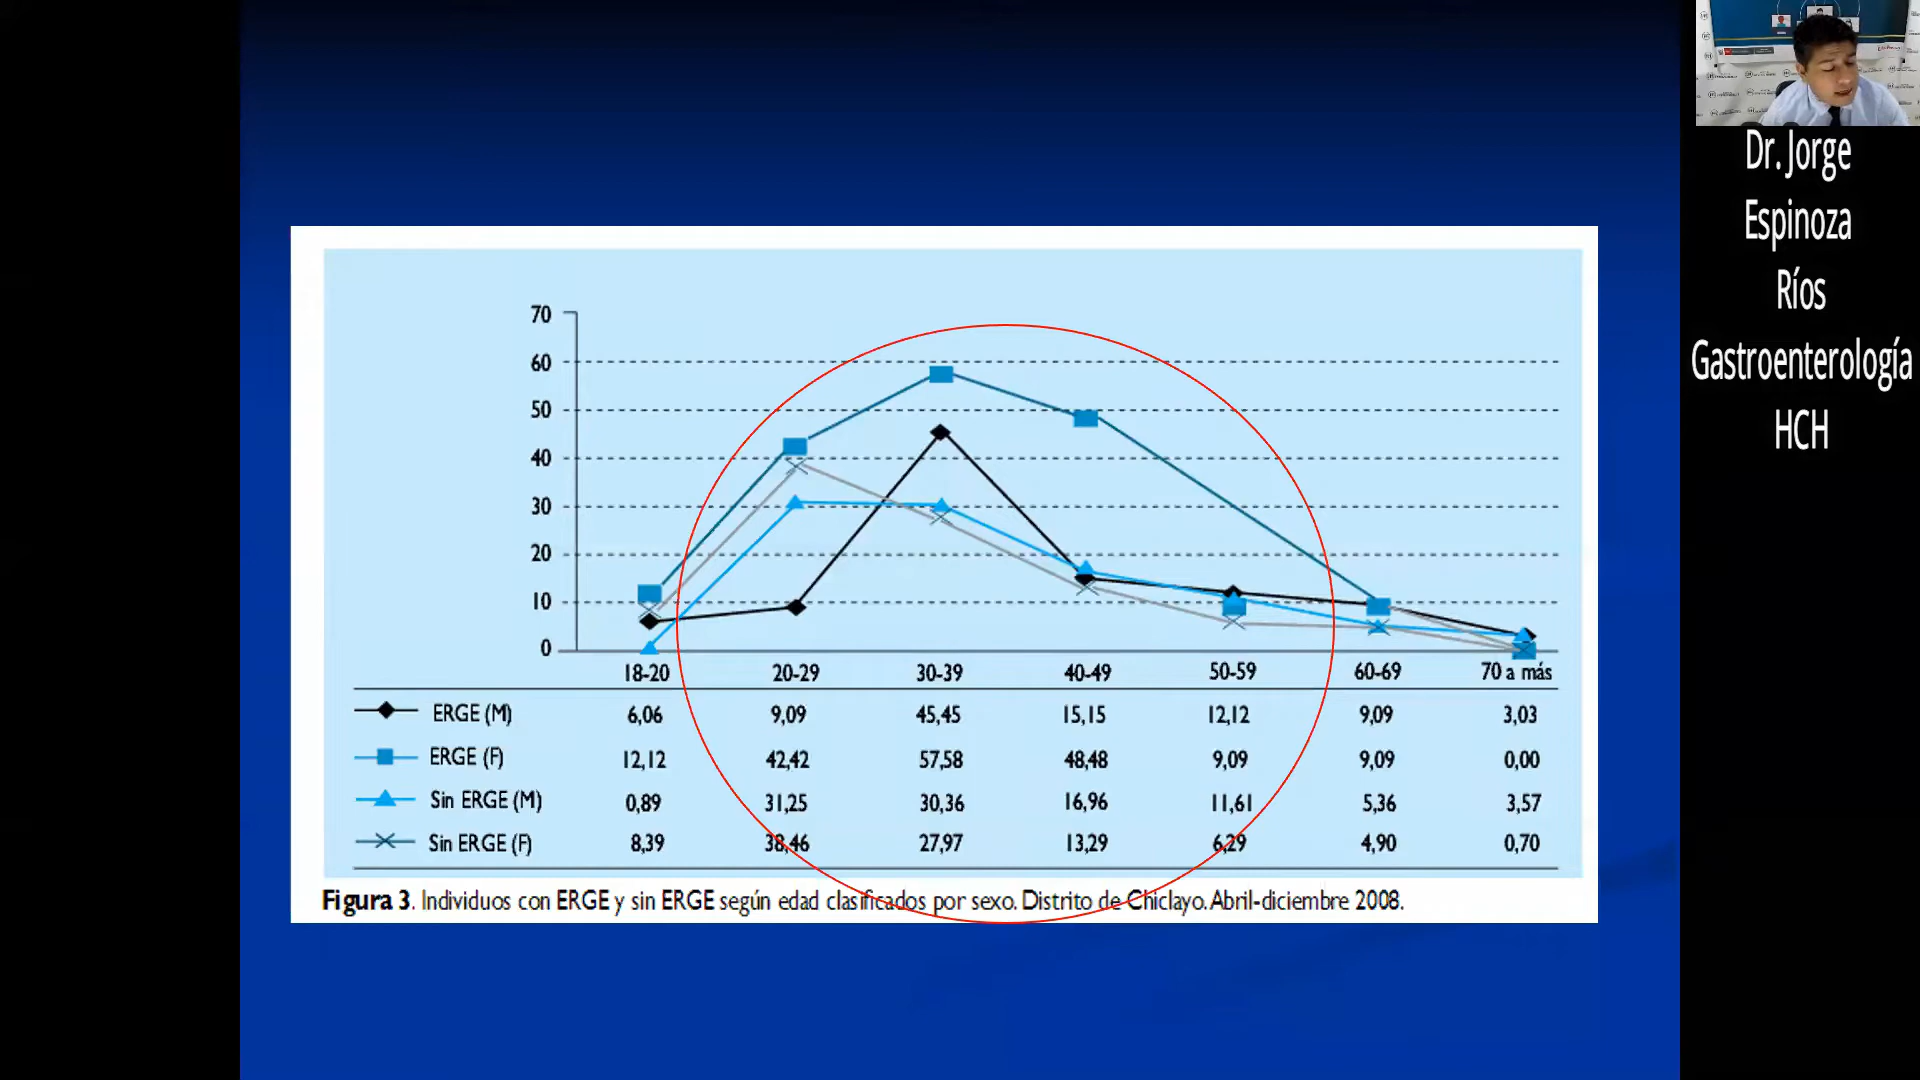 Dr. Jorge
Espinoza
Ríos
Gastroenterología
HCH
70
60
50
40
30
20
10
0
18-20 20-29 30-39 40-49 50-59 60-69 70 a más
ERGE (M) 6,06 9,09 45,45 15,15 12,12 9,09 3,03
ERGE (F) 12,12 42,42 57,58 48,48 9,09 9,09 0,00
Sin ERGE (M) 0,89 31,25 30,36 16,96 11,61 5,36 3,57
Sin ERGE (F) 8,39 38,46 27,97 13,29 6,29 4,90 0,70
Figura 3. Individuos con ERGE y sin ERGE según edad clasificados por sexo. Distrito de Chiclayo. Abril-diciembre 2008.